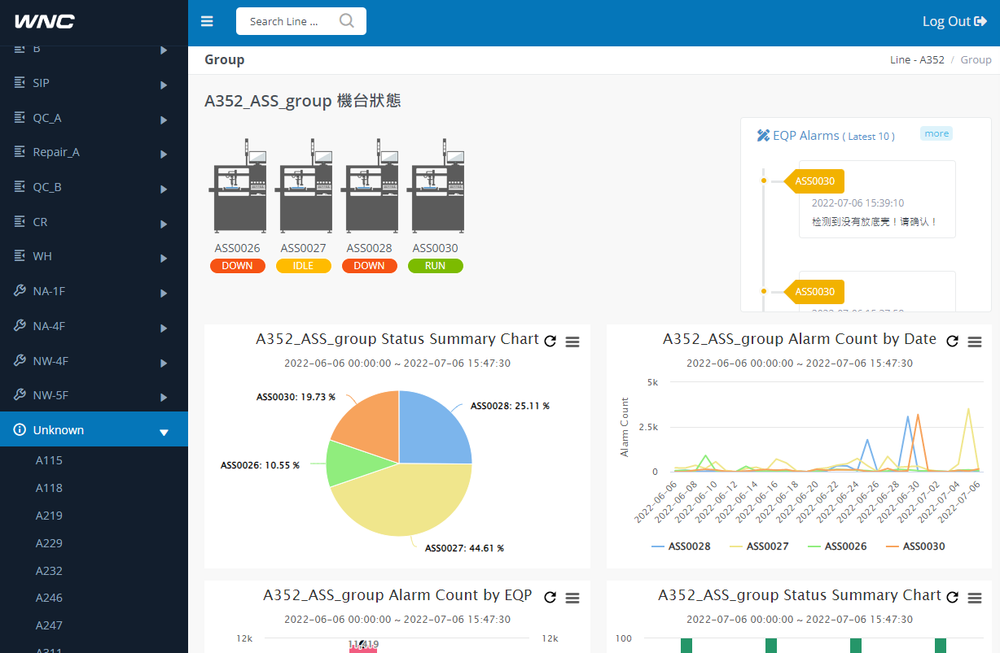 WNC
Search Line ...
Log Out
B
SIP
QC_A
Repair_A
QC_B
CR
WH
NA-1F
NA-4F
NW-4F
NW-5F
Unknown
A115
A118
A219
A229
A232
A246
A247
A311
Group
Line - A352 / Group
A352_ASS_group 機台狀態
ASS0026
ASS0027
ASS0028
ASS0030
DOWN
IDLE
DOWN
RUN
EQP Alarms ( Latest 10 )
more
ASS0030
2022-07-06 15:39:10
检测到没有放底壳！请确认！
ASS0030
A352_ASS_group Status Summary Chart
2022-06-06 00:00:00 ~ 2022-07-06 15:47:30
ASS0030: 19.73 %
ASS0028: 25.11 %
ASS0026: 10.55 %
ASS0027: 44.61 %
A352_ASS_group Alarm Count by Date
2022-06-06 00:00:00 ~ 2022-07-06 15:47:30
Alarm Count
5k
2.5k
0
2022-06-06
2022-06-08
2022-06-10
2022-06-12
2022-06-14
2022-06-16
2022-06-18
2022-06-20
2022-06-22
2022-06-24
2022-06-26
2022-06-28
2022-06-30
2022-07-02
2022-07-04
2022-07-06
ASS0028
ASS0027
ASS0026
ASS0030
A352_ASS_group Alarm Count by EQP
2022-06-06 00:00:00 ~ 2022-07-06 15:47:30
12k
12k
A352_ASS_group Status Summary Chart
2022-06-06 00:00:00 ~ 2022-07-06 15:47:30
100